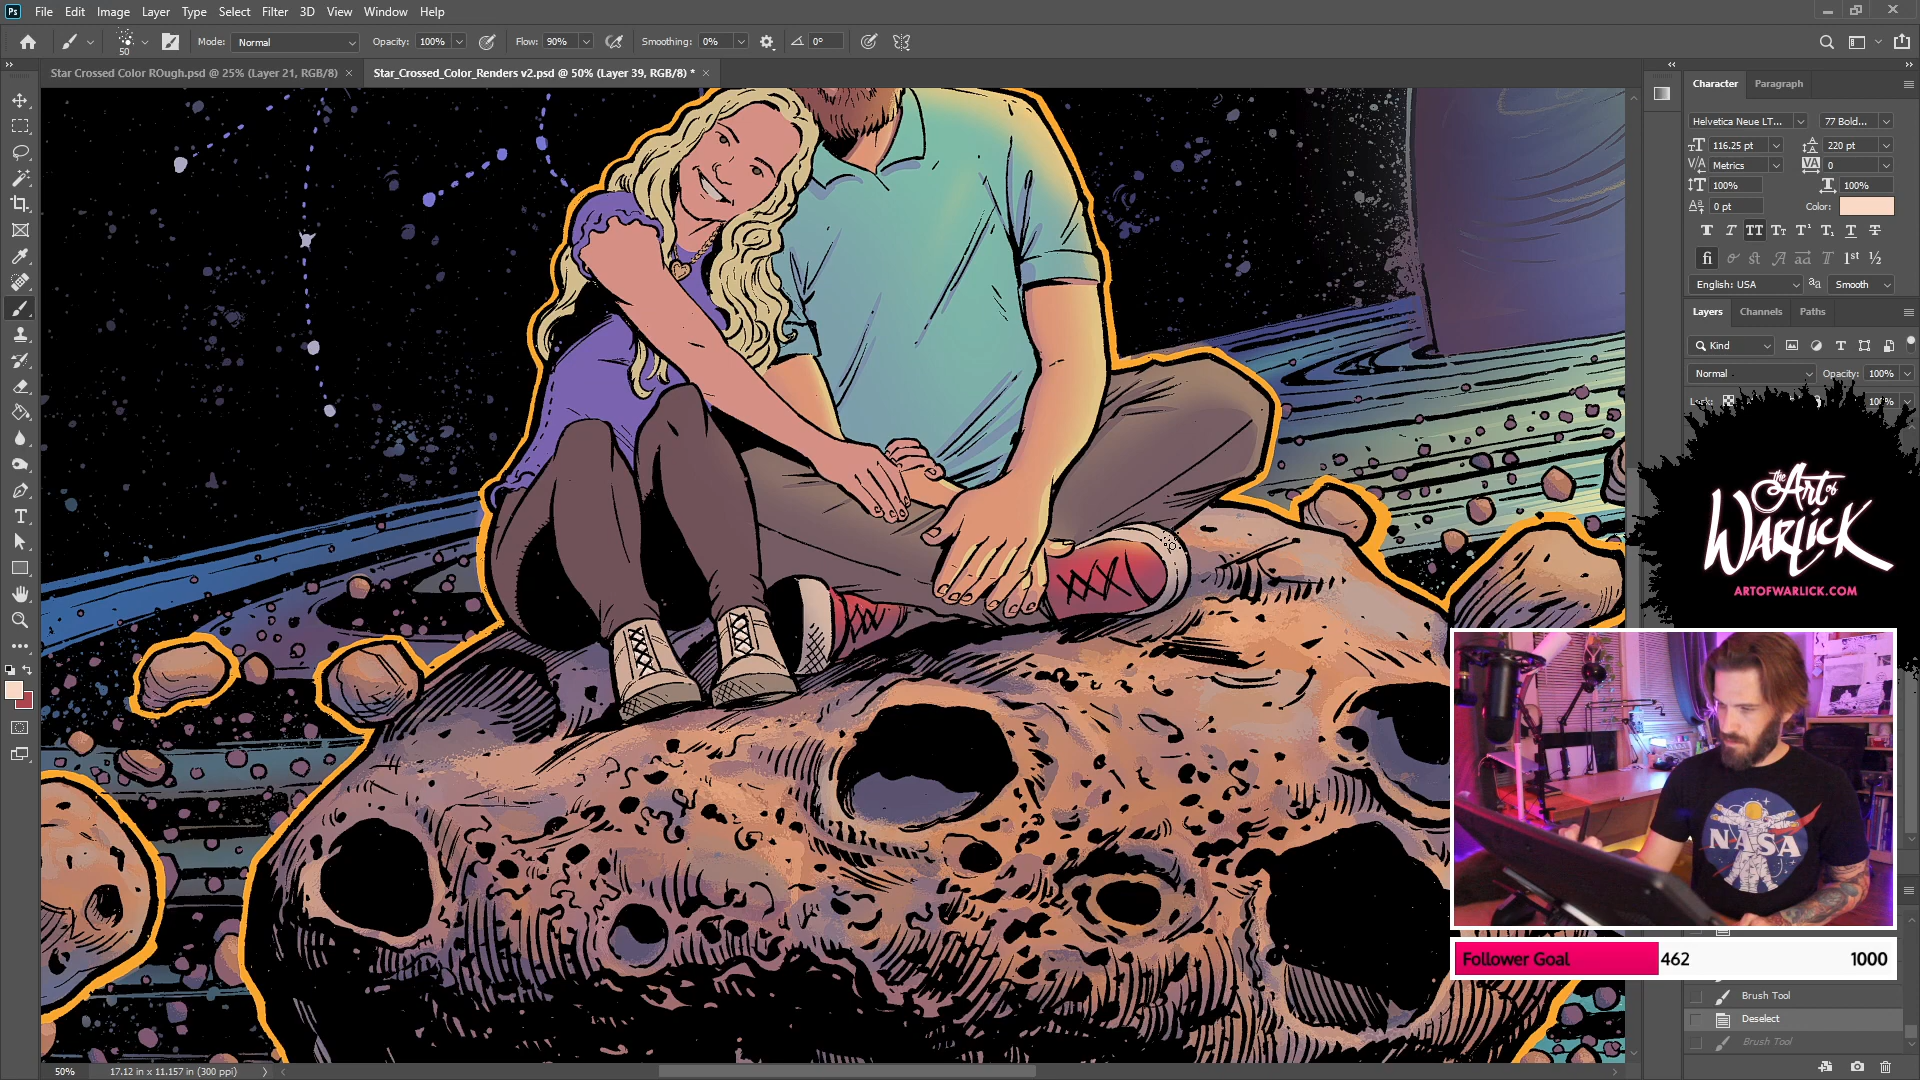 Ps File Edit Image Layer Type Select Filter 3D View Window Help
50 Mode: Normal Opacity: 100% Flow: 90% Smoothing: 0% 0°
Star Crossed Color ROugh.psd @ 25% (Layer 21, RGB/8) × Star_Crossed_Color_Renders v2.psd @ 50% (Layer 39, RGB/8) * ×
Character Paragraph
Helvetica Neue LT... 77 Bold...
116.25 pt 220 pt
Metrics 0
100% 100%
0 pt Color:
English: USA Smooth
Layers Channels Paths
Kind
Normal Opacity: 100%
Lock: 100%
the Art of
Warlick
ARTOFWARLICK.COM
NASA
Follower Goal 462 1000
Brush Tool
Deselect
Brush Tool
50% 17.12 in x 11.157 in (300 ppi)